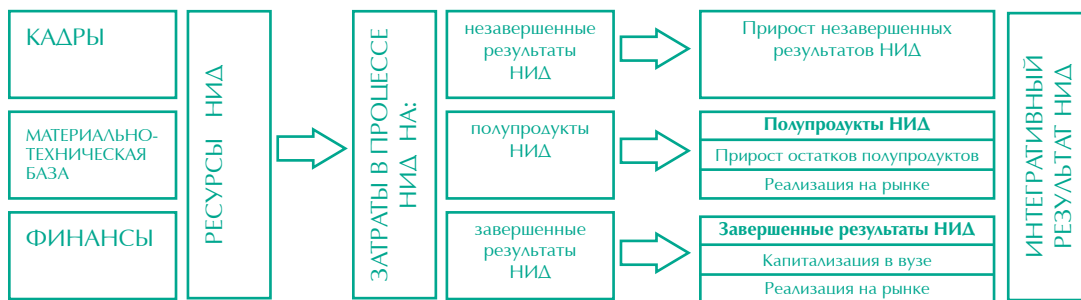 КАДРЫ
МАТЕРИАЛЬНО-
ТЕХНИЧЕСКАЯ
БАЗА
ФИНАНСЫ
РЕСУРСЫ НИД
ЗАТРАТЫ В ПРОЦЕССЕ
НИД НА:
незавершенные
результаты
НИД
полупродукты
НИД
завершенные
результаты
НИД
Прирост незавершенных
результатов НИД
Полупродукты НИД
Прирост остатков полупродуктов
Реализация на рынке
Завершенные результаты НИД
Капитализация в вузе
Реализация на рынке
ИНТЕГРАТИВНЫЙ
РЕЗУЛЬТАТ НИД